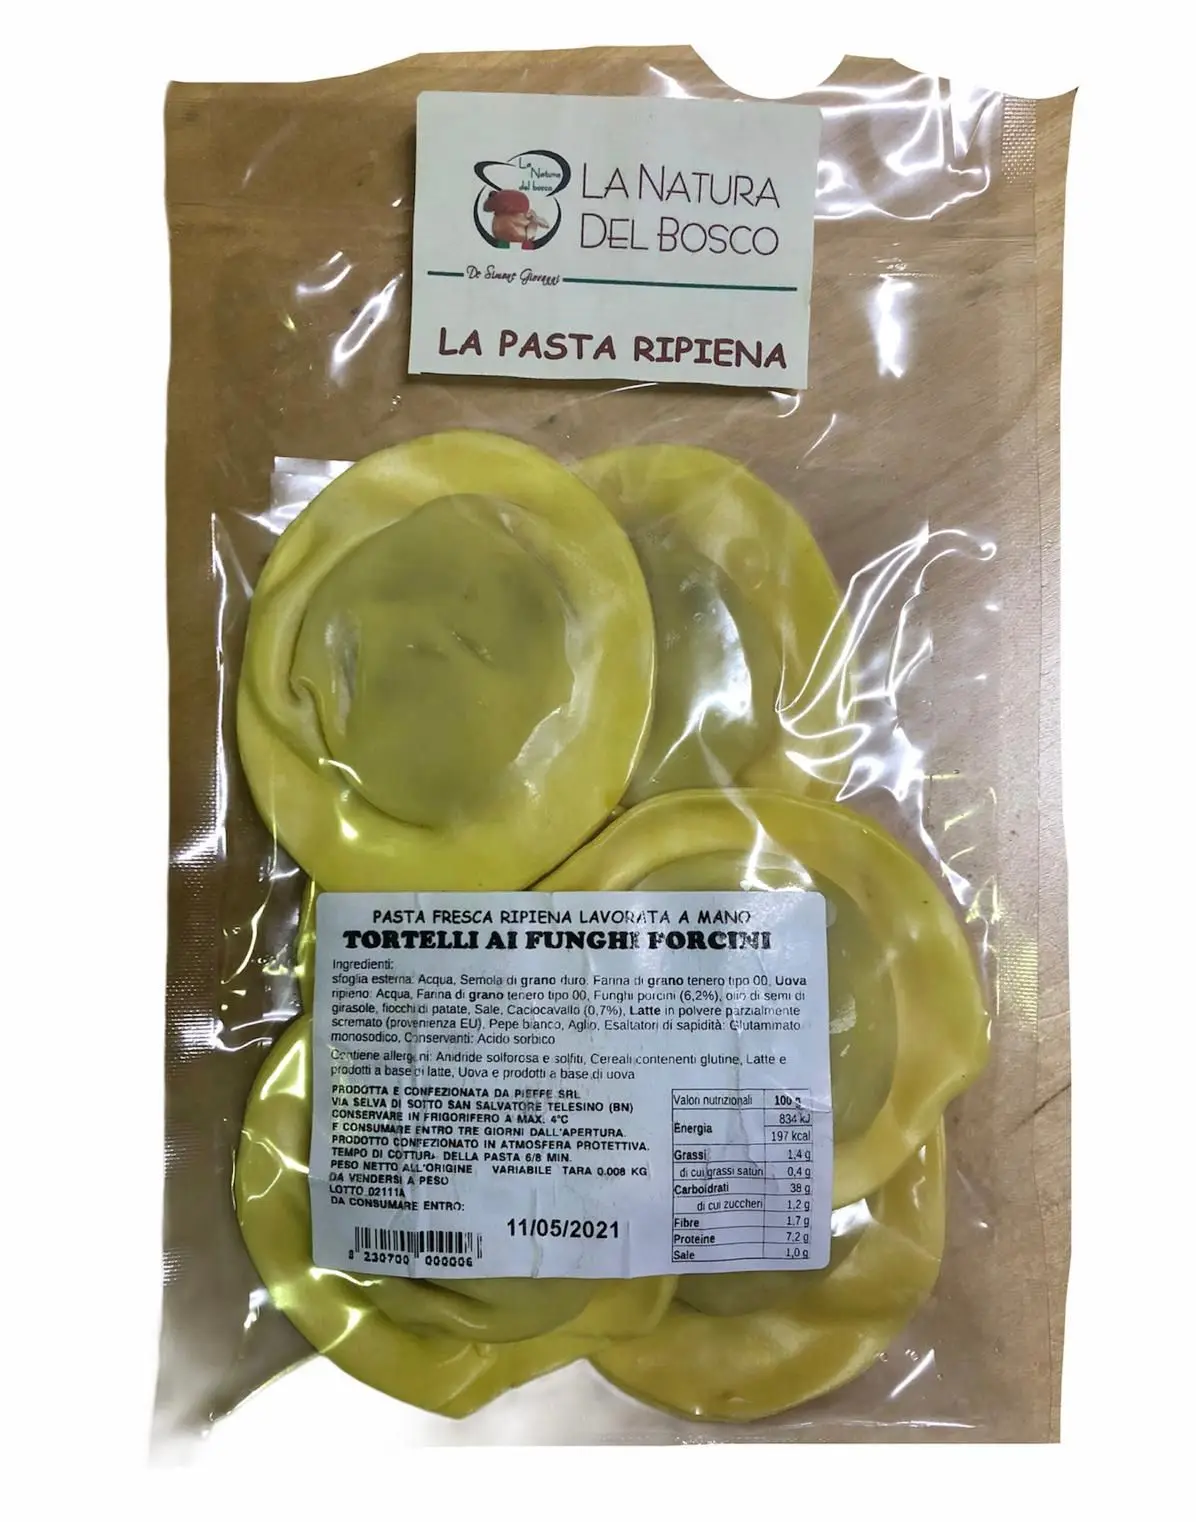 La
Natura
del bosco
LA NATURA
DEL BOSCO
De Simone Giovanni
LA PASTA RIPIENA
PASTA FRESCA RIPIENA LAVORATA A MANO
TORTELLI AI FUNGHI PORCINI
Ingredienti:
sfoglia esterna: Acqua, Semola di grano duro. Farina di grano tenero tipo 00, Uova
ripieno: Acqua, Farina di grano tenero tipo 00, Funghi porcini (6,2%), olio di semi di
girasole, fiocchi di patate, Sale, Caciocavallo (0,7%), Latte in polvere parzialmente
scremato (provenienza EU), Pepe bianco, Aglio, Esaltatori di sapidità: Glutammato
monosodico, Conservanti: Acido sorbico
Contiene allergeni: Anidride solforosa e solfiti, Cereali contenenti glutine, Latte e
prodotti a base di latte, Uova e prodotti a base di uova
PRODOTTA E CONFEZIONATA DA PIEFFE SRL
VIA SELVA DI SOTTO SAN SALVATORE TELESINO (BN)
CONSERVARE IN FRIGORIFERO A MAX. 4°C
E CONSUMARE ENTRO TRE GIORNI DALL'APERTURA.
PRODOTTO CONFEZIONATO IN ATMOSFERA PROTETTIVA.
TEMPO DI COTTURA DELLA PASTA 6/8 MIN.
PESO NETTO ALL'ORIGINE VARIABILE TARA 0.008 KG
DA VENDERSI A PESO
LOTTO 02111A
DA CONSUMARE ENTRO:
11/05/2021
8 230700 000006
Valori nutrizionali 100 g
Energia 834 kJ
197 kcal
Grassi 1,4 g
di cui grassi saturi 0,4 g
Carboidrati 38 g
di cui zuccheri 1,2 g
Fibre 1,7 g
Proteine 7,2 g
Sale 1,0 g